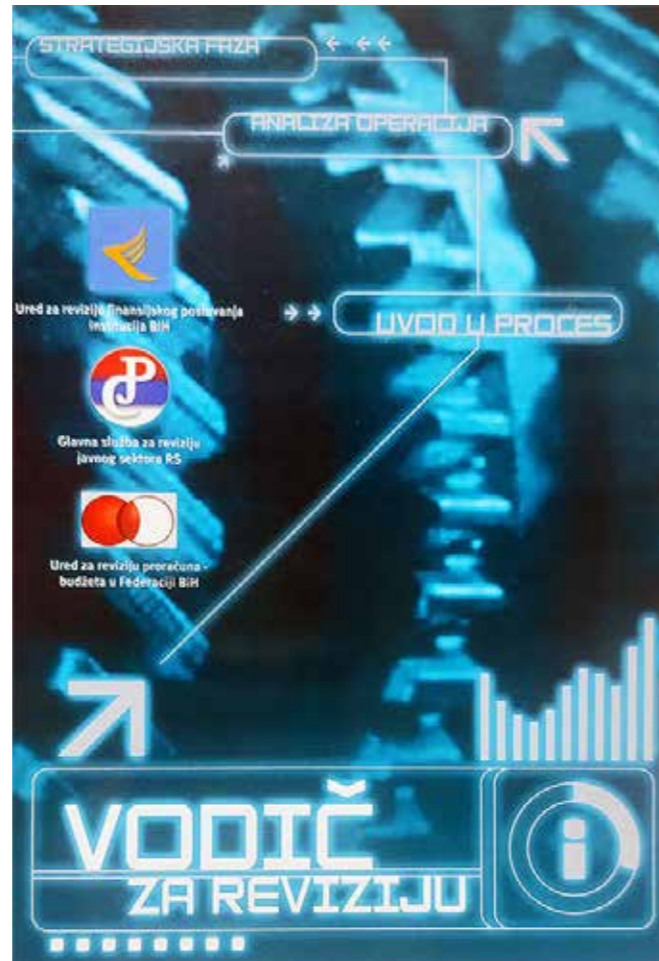 STRATEGIJSKA FAZA
ANALIZA OPERACIJA
Ured za reviziju finansijskog poslovanja
institucija BiH
UVOD U PROCES
Glavna služba za reviziju
javnog sektora RS
Ured za reviziju proračuna -
budžeta u Federaciji BiH
VODIČ
ZA REVIZIJU
i